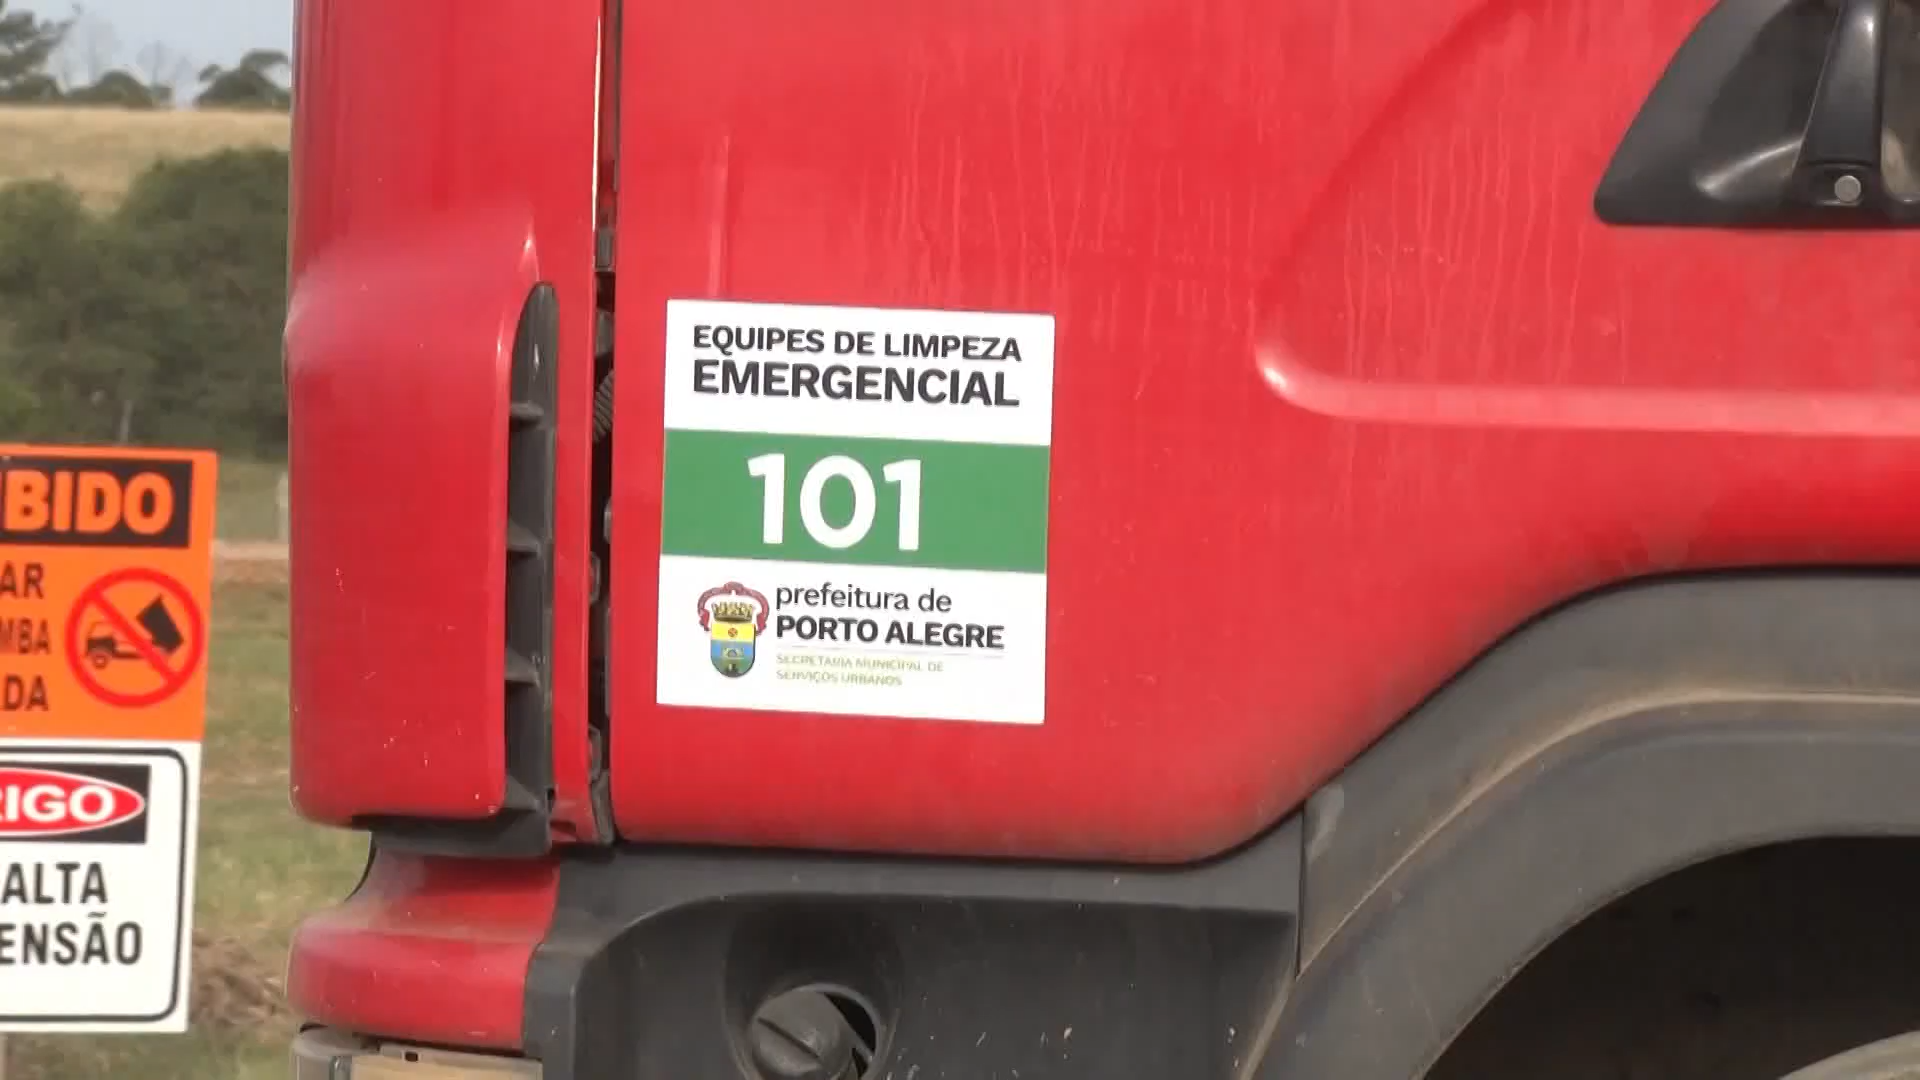 EQUIPES DE LIMPEZA
EMERGENCIAL
101
prefeitura de
PORTO ALEGRE
SECRETARIA MUNICIPAL DE
SERVIÇOS URBANOS
IBIDO
AR
MBA
DA
RIGO
ALTA
ENSÃO